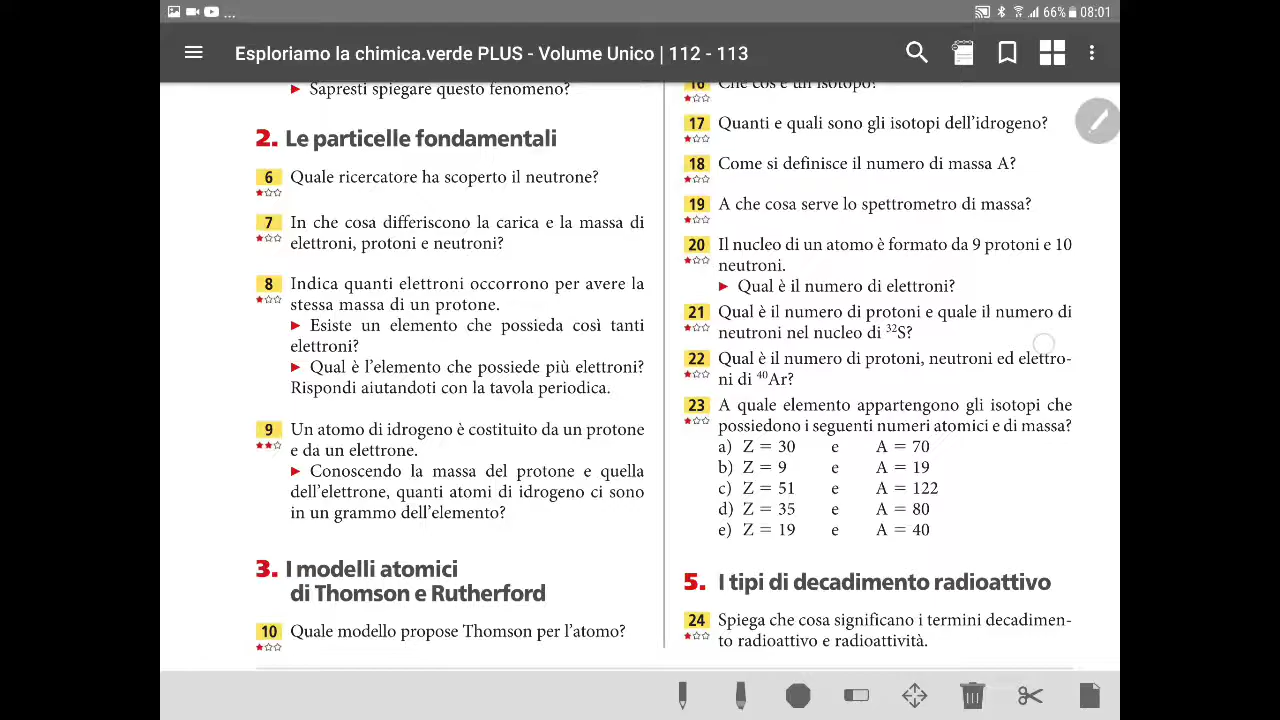 ...
66% 08:01
Esploriamo la chimica.verde PLUS - Volume Unico | 112 - 113
► Sapresti spiegare questo fenomeno?
2. Le particelle fondamentali
6 Quale ricercatore ha scoperto il neutrone?
7 In che cosa differiscono la carica e la massa di
elettroni, protoni e neutroni?
8 Indica quanti elettroni occorrono per avere la
stessa massa di un protone.
► Esiste un elemento che possieda così tanti
elettroni?
► Qual è l'elemento che possiede più elettroni?
Rispondi aiutandoti con la tavola periodica.
9 Un atomo di idrogeno è costituito da un protone
e da un elettrone.
► Conoscendo la massa del protone e quella
dell'elettrone, quanti atomi di idrogeno ci sono
in un grammo dell'elemento?
3. I modelli atomici
di Thomson e Rutherford
10 Quale modello propose Thomson per l'atomo?
16 Che cos'è un isotopo?
17 Quanti e quali sono gli isotopi dell'idrogeno?
18 Come si definisce il numero di massa A?
19 A che cosa serve lo spettrometro di massa?
20 Il nucleo di un atomo è formato da 9 protoni e 10
neutroni.
► Qual è il numero di elettroni?
21 Qual è il numero di protoni e quale il numero di
neutroni nel nucleo di ³²S?
22 Qual è il numero di protoni, neutroni ed elettro-
ni di ⁴⁰Ar?
23 A quale elemento appartengono gli isotopi che
possiedono i seguenti numeri atomici e di massa?
a) Z = 30 e A = 70
b) Z = 9 e A = 19
c) Z = 51 e A = 122
d) Z = 35 e A = 80
e) Z = 19 e A = 40
5. I tipi di decadimento radioattivo
24 Spiega che cosa significano i termini decadimen-
to radioattivo e radioattività.